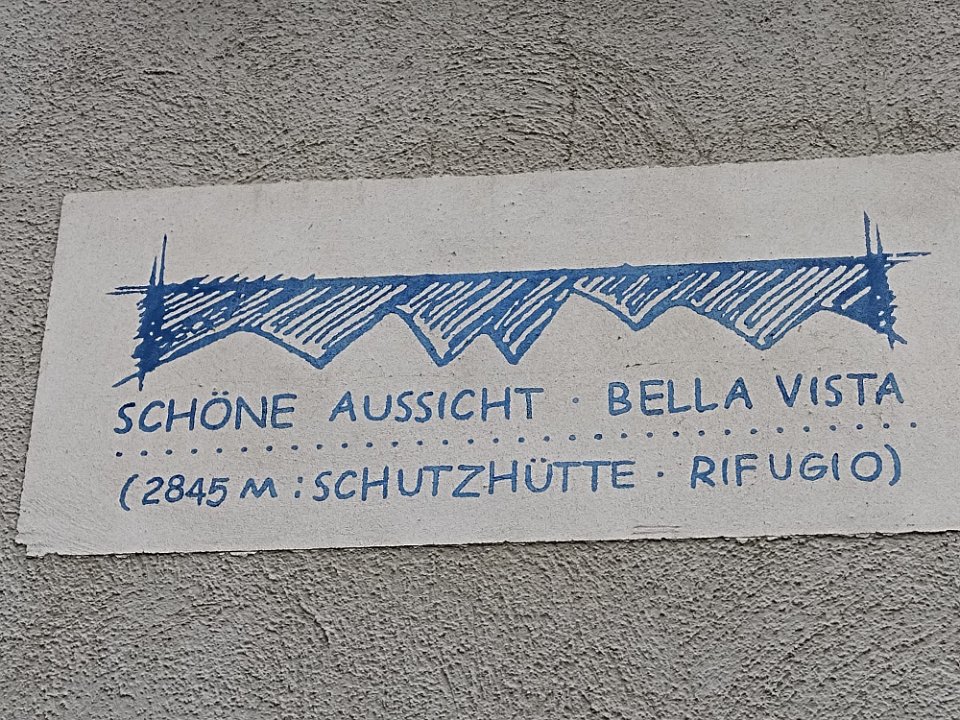 SCHÖNE AUSSICHT · BELLA VISTA
(2845 M : SCHUTZHÜTTE · RIFUGIO)